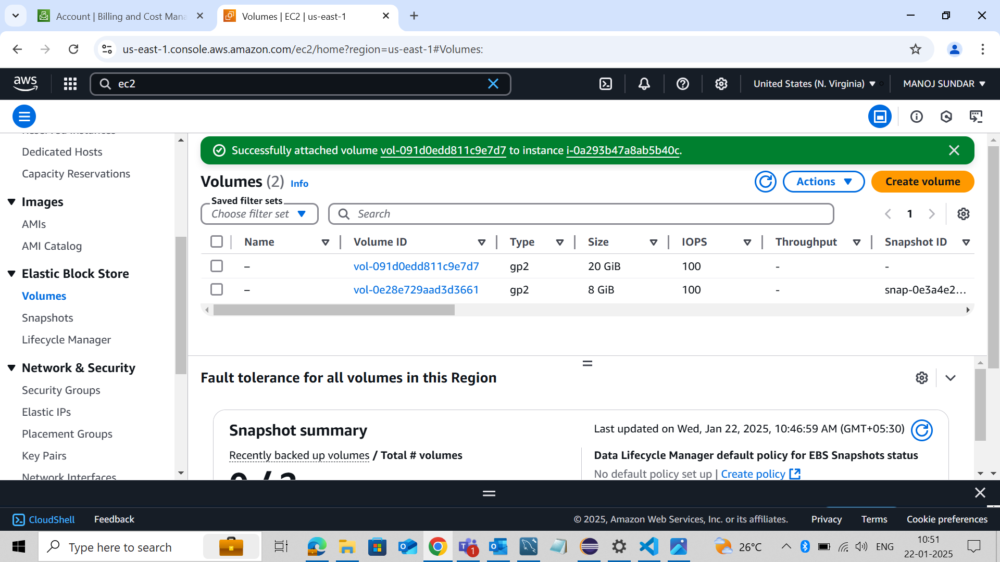 Account | Billing and Cost Mana
Volumes | EC2 | us-east-1
us-east-1.console.aws.amazon.com/ec2/home?region=us-east-1#Volumes:
aws
ec2
United States (N. Virginia)
MANOJ SUNDAR
Reserved Instances
Dedicated Hosts
Capacity Reservations
Images
AMIs
AMI Catalog
Elastic Block Store
Volumes
Snapshots
Lifecycle Manager
Network & Security
Security Groups
Elastic IPs
Placement Groups
Key Pairs
Network Interfaces
Successfully attached volume vol-091d0edd811c9e7d7 to instance i-0a293b47a8ab5b40c.
Volumes (2) Info
Actions
Create volume
Saved filter sets
Choose filter set
Search
1
Name Volume ID Type Size IOPS Throughput Snapshot ID
– vol-091d0edd811c9e7d7 gp2 20 GiB 100 - -
– vol-0e28e729aad3d3661 gp2 8 GiB 100 - snap-0e3a4e2...
Fault tolerance for all volumes in this Region
Snapshot summary
Last updated on Wed, Jan 22, 2025, 10:46:59 AM (GMT+05:30)
Recently backed up volumes / Total # volumes
0 / 2
Data Lifecycle Manager default policy for EBS Snapshots status
No default policy set up | Create policy
CloudShell
Feedback
© 2025, Amazon Web Services, Inc. or its affiliates.
Privacy
Terms
Cookie preferences
Type here to search
1
26°C
ENG
10:51
22-01-2025